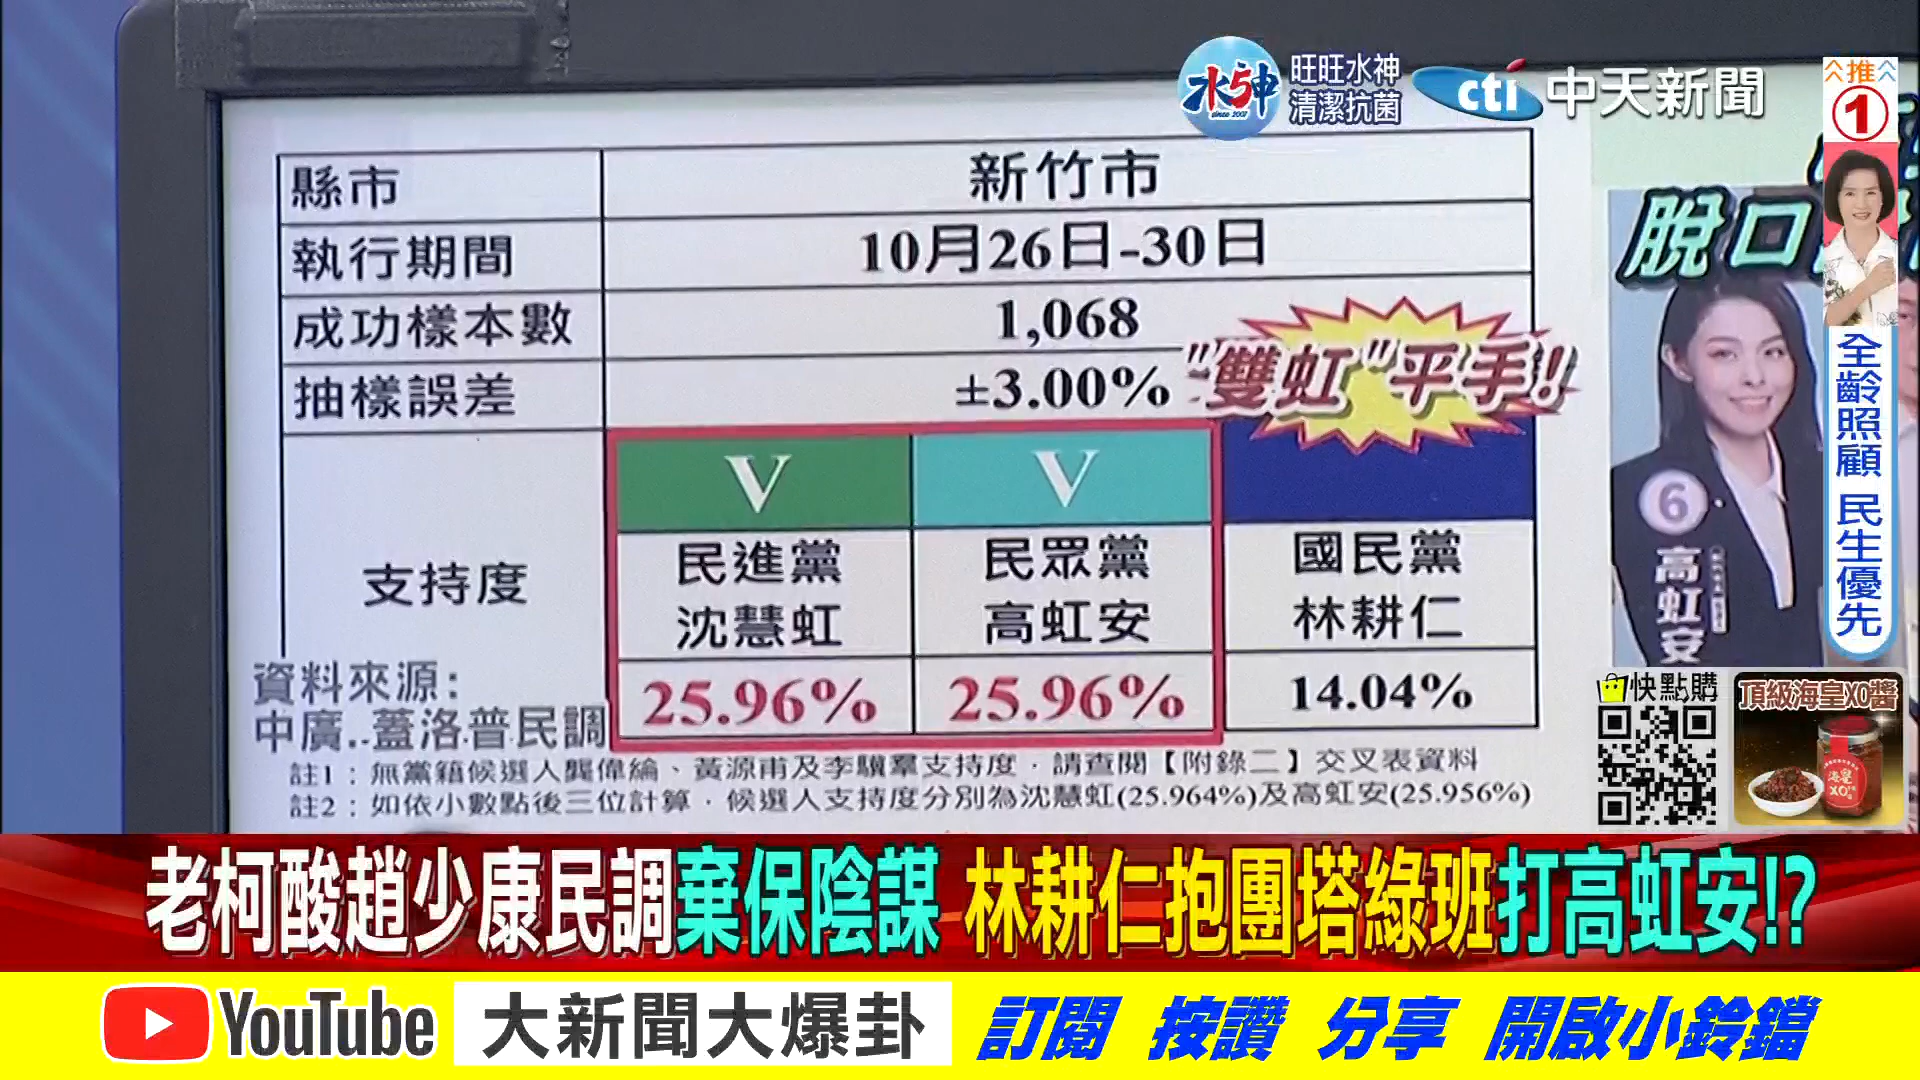 水神
since 2007
旺旺水神
清潔抗菌
cti 中天新聞
推
1
全齡照顧 民生優先
縣市 新竹市
執行期間 10月26日-30日
成功樣本數 1,068
抽樣誤差 ±3.00%
"雙虹"平手!
V V
支持度
民進黨 民眾黨 國民黨
沈慧虹 高虹安 林耕仁
25.96% 25.96% 14.04%
資料來源:
中廣..蓋洛普民調
註1:無黨籍候選人龔偉綸、黃源甫及李驥羣支持度,請查閱【附錄二】交叉表資料
註2:如依小數點後三位計算,候選人支持度分別為沈慧虹(25.964%)及高虹安(25.956%)
脫口
6
高虹安
快點購
頂級海皇XO醬
老柯酸趙少康民調棄保陰謀 林耕仁抱團塔綠班打高虹安!?
YouTube 大新聞大爆卦 訂閱 按讚 分享 開啟小鈴鐺